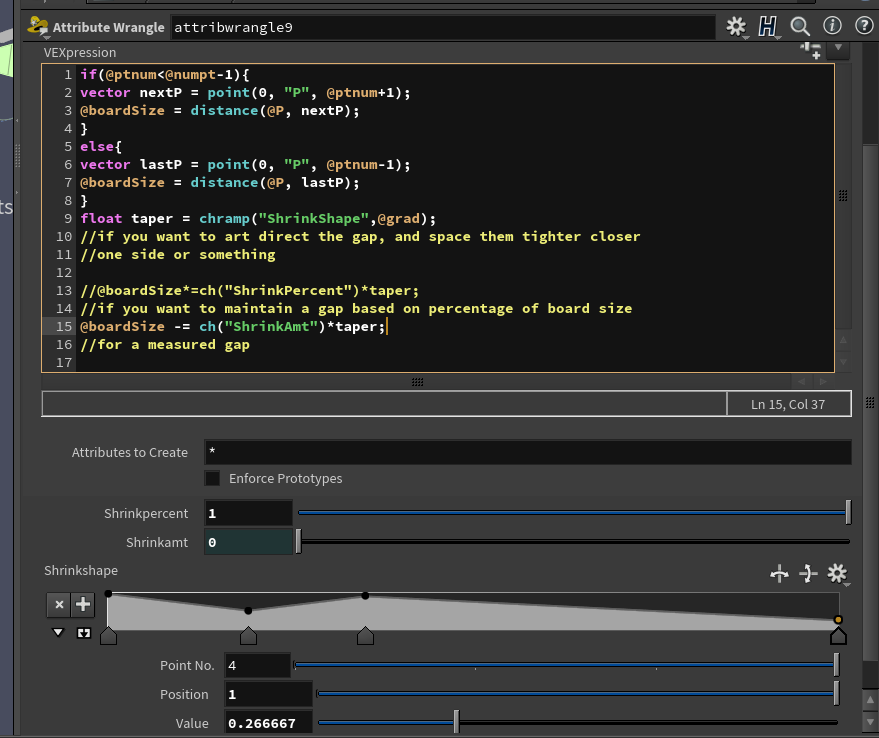 Attribute Wrangle attribwrangle9
VEXpression
1 if(@ptnum<@numpt-1){
2 vector nextP = point(0, "P", @ptnum+1);
3 @boardSize = distance(@P, nextP);
4 }
5 else{
6 vector lastP = point(0, "P", @ptnum-1);
7 @boardSize = distance(@P, lastP);
8 }
9 float taper = chramp("ShrinkShape",@grad);
10 //if you want to art direct the gap, and space them tighter closer
11 //one side or something
12
13 //@boardSize*=ch("ShrinkPercent")*taper;
14 //if you want to maintain a gap based on percentage of board size
15 @boardSize -= ch("ShrinkAmt")*taper;
16 //for a measured gap
17
Ln 15, Col 37
Attributes to Create *
Enforce Prototypes
Shrinkpercent 1
Shrinkamt 0
Shrinkshape
Point No. 4
Position 1
Value 0.266667
ts